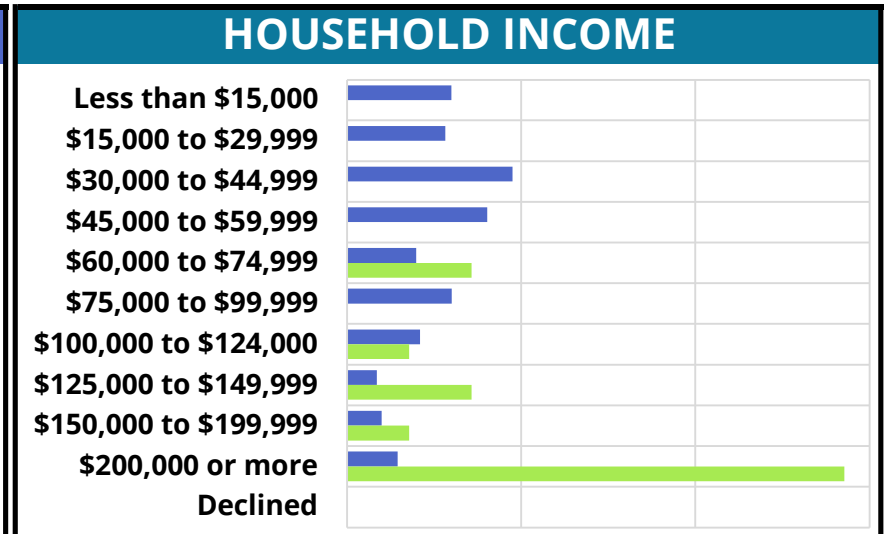 HOUSEHOLD INCOME
Less than $15,000
$15,000 to $29,999
$30,000 to $44,999
$45,000 to $59,999
$60,000 to $74,999
$75,000 to $99,999
$100,000 to $124,000
$125,000 to $149,999
$150,000 to $199,999
$200,000 or more
Declined